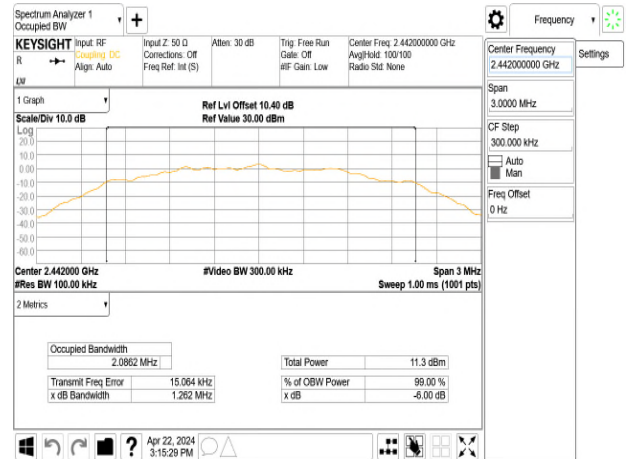 Spectrum Analyzer 1
Occupied BW
Frequency
KEYSIGHT
R
Input: RF
Coupling: DC
Align: Auto
Input Z: 50 Ω
Corrections: Off
Freq Ref: Int (S)
Atten: 30 dB
Trig: Free Run
Gate: Off
#IF Gain: Low
Center Freq: 2.442000000 GHz
Avg|Hold: 100/100
Radio Std: None
Center Frequency
2.442000000 GHz
Settings
Span
3.0000 MHz
CF Step
300.000 kHz
Auto
Man
Freq Offset
0 Hz
1 Graph
Scale/Div 10.0 dB
Ref Lvl Offset 10.40 dB
Ref Value 30.00 dBm
Log
20.0
10.0
0.00
-10.0
-20.0
-30.0
-40.0
-50.0
-60.0
Center 2.442000 GHz
#Video BW 300.00 kHz
Span 3 MHz
#Res BW 100.00 kHz
Sweep 1.00 ms (1001 pts)
2 Metrics
Occupied Bandwidth
2.0862 MHz
Total Power 11.3 dBm
Transmit Freq Error 15.064 kHz
% of OBW Power 99.00 %
x dB Bandwidth 1.262 MHz
x dB -6.00 dB
Apr 22, 2024
3:15:29 PM